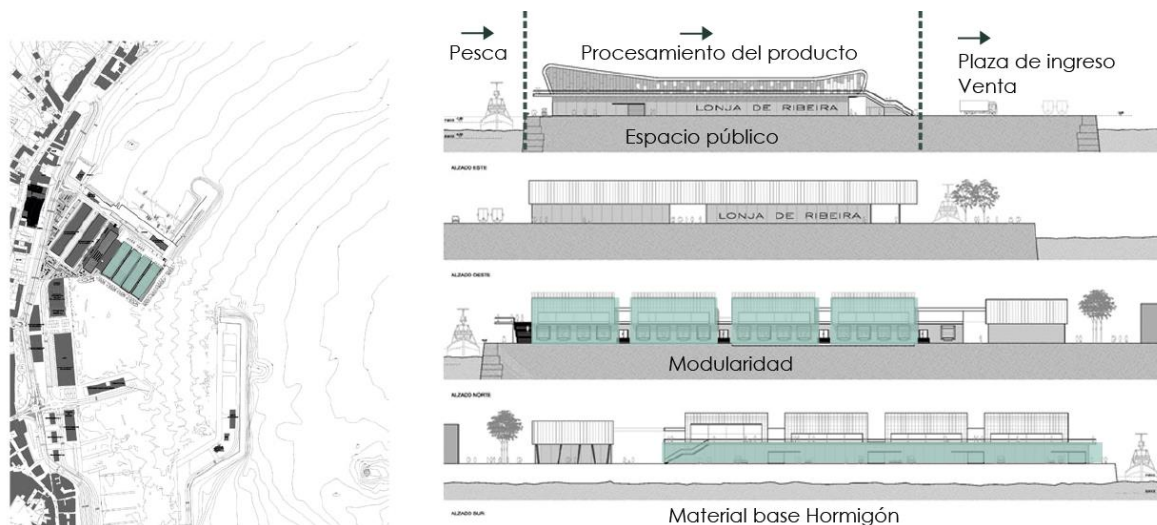 Pesca
Procesamiento del producto
Plaza de ingreso
Venta
LONJA DE RIBEIRA
Espacio público
ALZADO ESTE
LONJA DE RIBEIRA
ALZADO OESTE
Modularidad
ALZADO NORTE
ALZADO SUR
Material base Hormigón